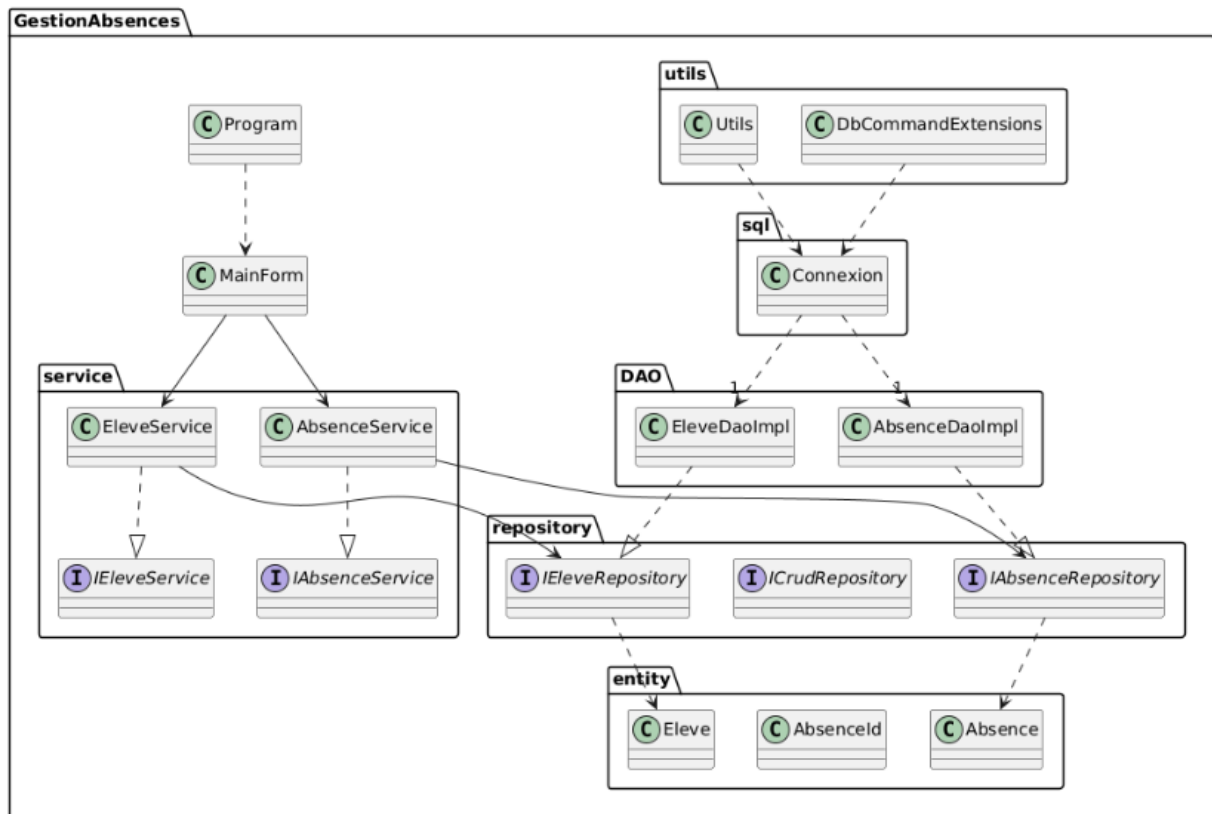 GestionAbsences
utils
C Program
C Utils
C DbCommandExtensions
sql
C MainForm
C Connexion
service
DAO
1
1
C EleveService
C AbsenceService
C EleveDaoImpl
C AbsenceDaoImpl
repository
I IEleveService
I IAbsenceService
I IEleveRepository
I ICrudRepository
I IAbsenceRepository
entity
C Eleve
C AbsenceId
C Absence